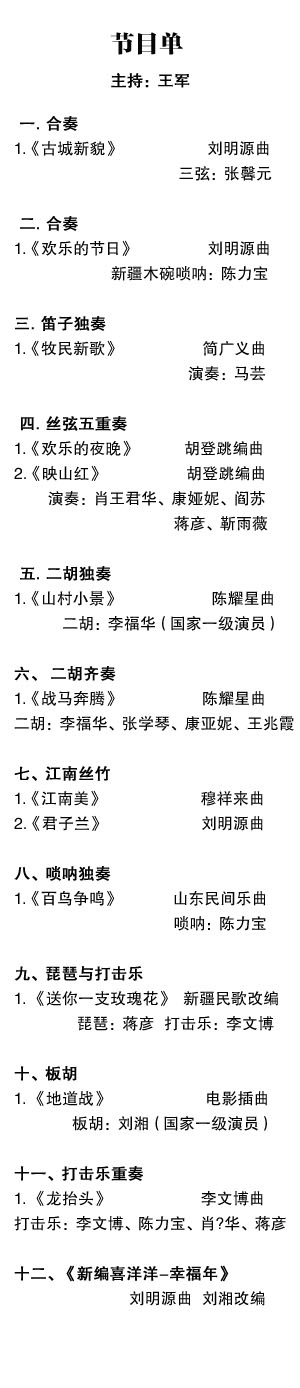 节目单
主持：王军
一. 合奏
1.《古城新貌》 刘明源曲
三弦：张馨元
二. 合奏
1.《欢乐的节日》 刘明源曲
新疆木碗唢呐：陈力宝
三. 笛子独奏
1.《牧民新歌》 简广义曲
演奏：马芸
四. 丝弦五重奏
1.《欢乐的夜晚》 胡登跳编曲
2.《映山红》 胡登跳编曲
演奏：肖王君华、康娅妮、阎苏
蒋彦、靳雨薇
五. 二胡独奏
1.《山村小景》 陈耀星曲
二胡：李福华（国家一级演员）
六、 二胡齐奏
1.《战马奔腾》 陈耀星曲
二胡：李福华、张学琴、康亚妮、王兆霞
七、江南丝竹
1.《江南美》 穆祥来曲
2.《君子兰》 刘明源曲
八、唢呐独奏
1.《百鸟争鸣》 山东民间乐曲
唢呐：陈力宝
九、琵琶与打击乐
1. 《送你一支玫瑰花》 新疆民歌改编
琵琶：蒋彦 打击乐：李文博
十、板胡
1. 《地道战》 电影插曲
板胡：刘湘（国家一级演员）
十一、打击乐重奏
1. 《龙抬头》 李文博曲
打击乐：李文博、陈力宝、肖?华、蒋彦
十二、《新编喜洋洋-幸福年》
刘明源曲 刘湘改编